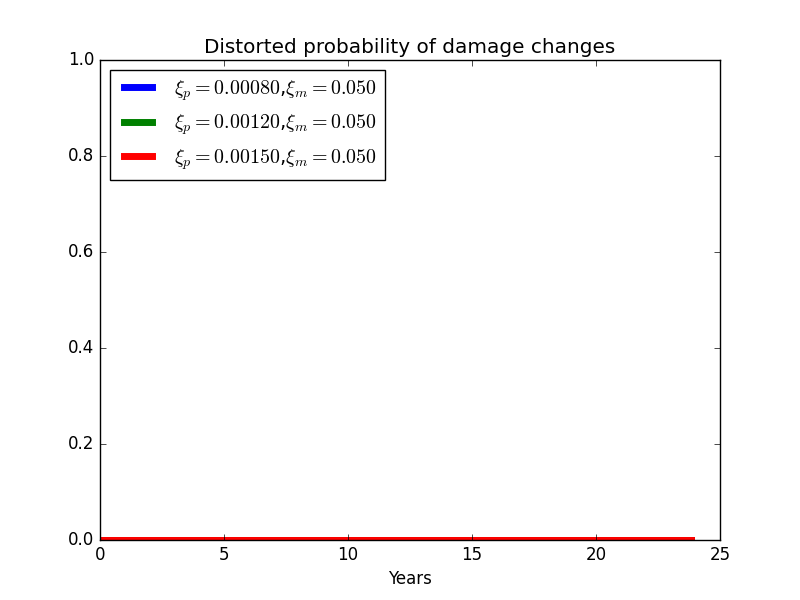 Distorted probability of damage changes
1.0
ξₚ = 0.00080,ξₘ = 0.050
ξₚ = 0.00120,ξₘ = 0.050
ξₚ = 0.00150,ξₘ = 0.050
0.8
0.6
0.4
0.2
0.0
0 5 10 15 20 25
Years